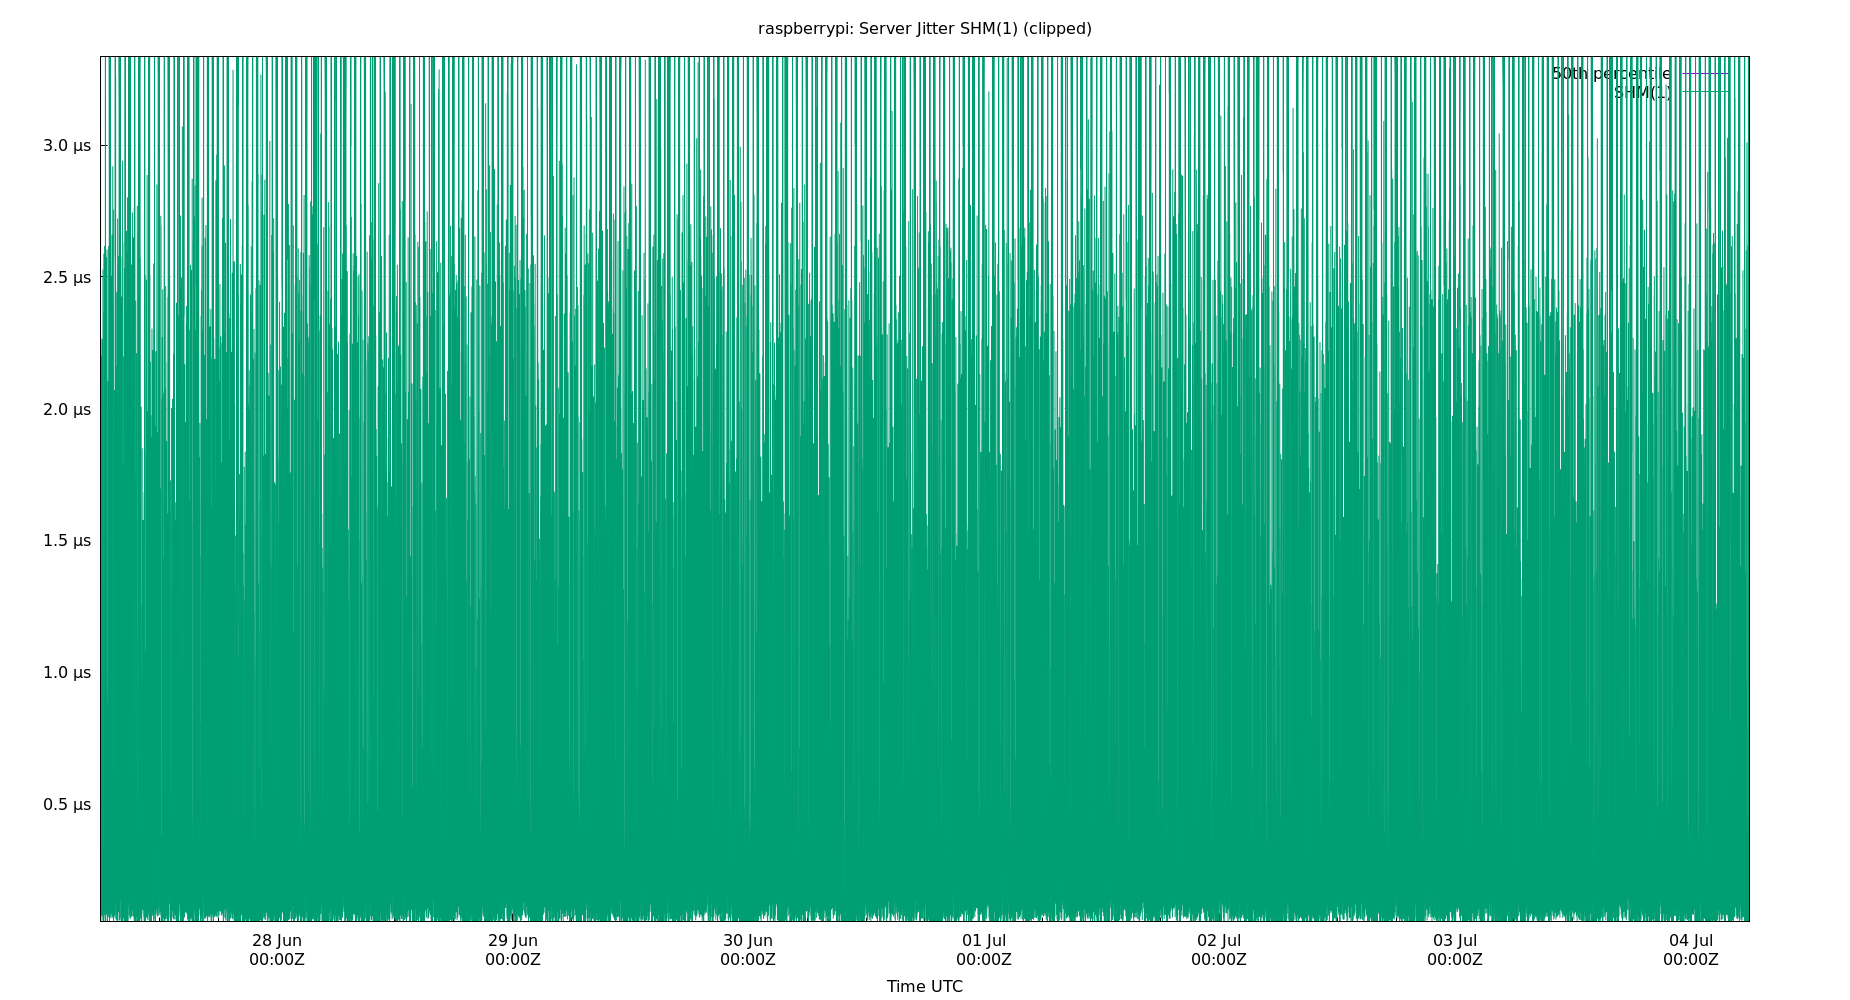 raspberrypi: Server Jitter SHM(1) (clipped)
50th percentile
SHM(1)
3.0 µs
2.5 µs
2.0 µs
1.5 µs
1.0 µs
0.5 µs
28 Jun 29 Jun 30 Jun 01 Jul 02 Jul 03 Jul 04 Jul
00:00Z 00:00Z 00:00Z 00:00Z 00:00Z 00:00Z 00:00Z
Time UTC